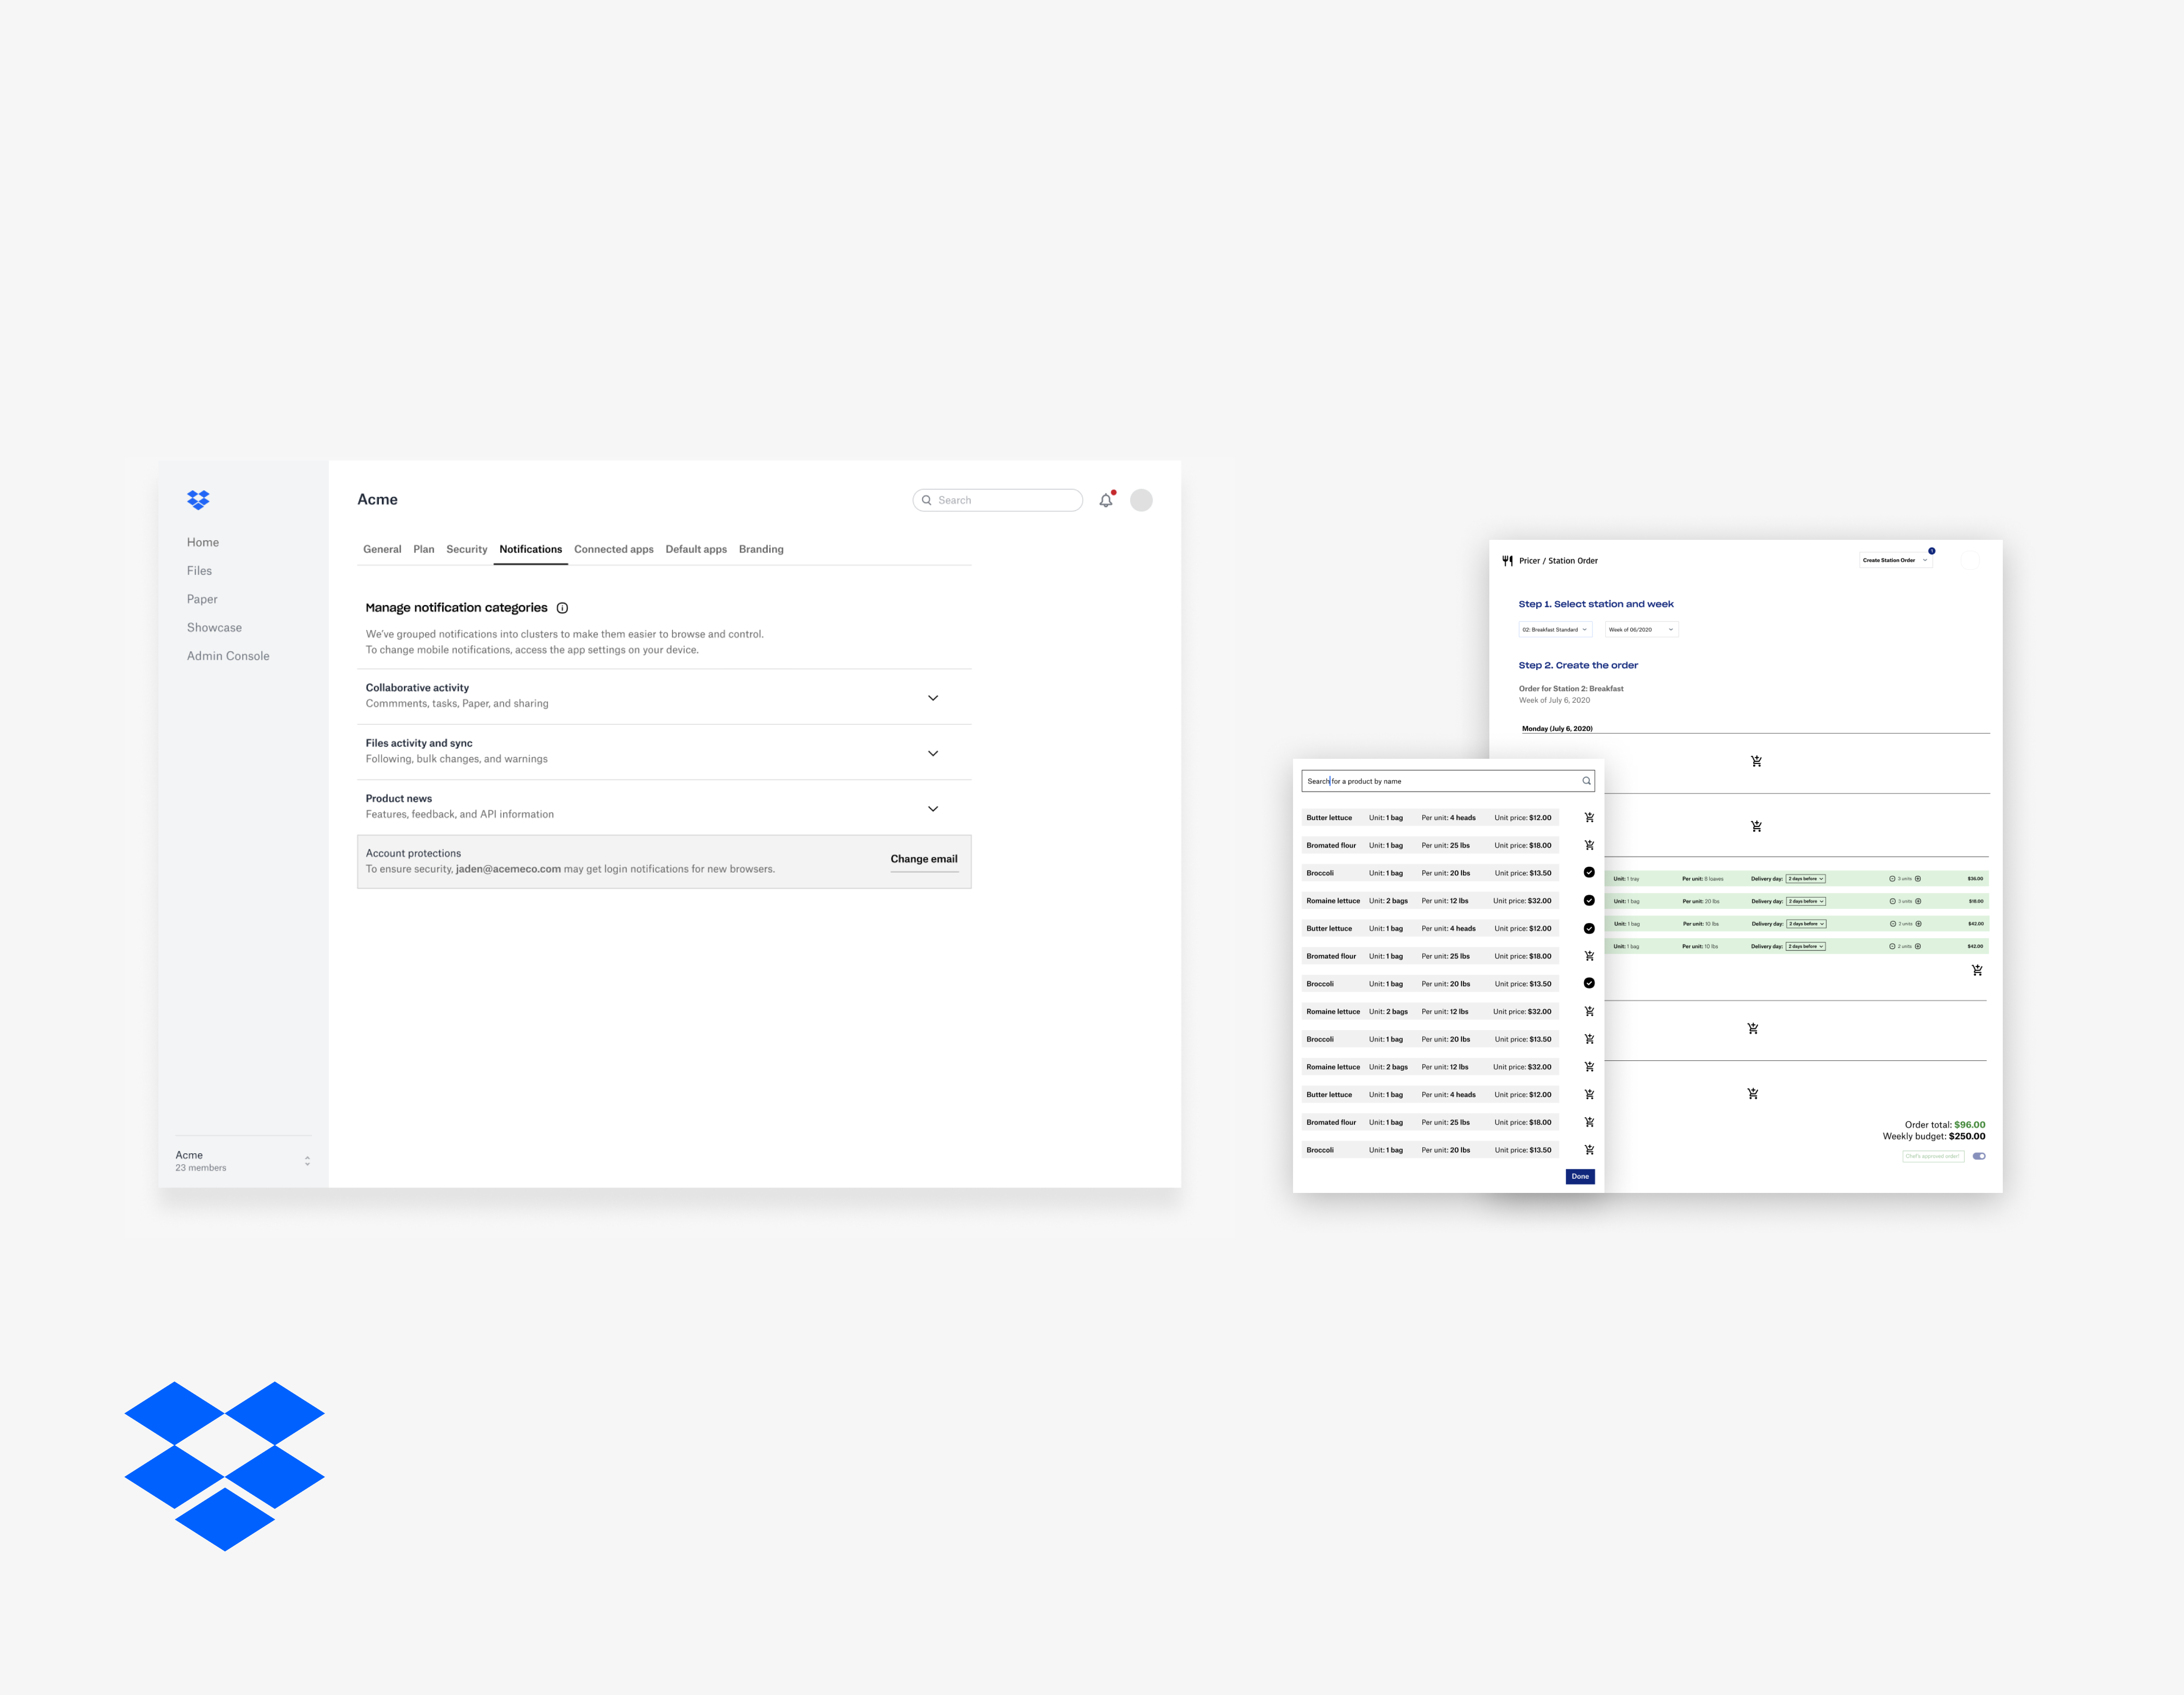 Acme
Search
Home
Files
Paper
Showcase
Admin Console
General Plan Security Notifications Connected apps Default apps Branding
Manage notification categories
We've grouped notifications into clusters to make them easier to browse and control.
To change mobile notifications, access the app settings on your device.
Collaborative activity
Commments, tasks, Paper, and sharing
Files activity and sync
Following, bulk changes, and warnings
Product news
Features, feedback, and API information
Account protections
To ensure security, jaden@acemeco.com may get login notifications for new browsers.
Change email
Acme
23 members
Pricer / Station Order
Create Station Order
Step 1. Select station and week
02: Breakfast Standard
Week of 06/2020
Step 2. Create the order
Order for Station 2: Breakfast
Week of July 6, 2020
Monday (July 6, 2020)
Search for a product by name
Butter lettuce Unit: 1 bag Per unit: 4 heads Unit price: $12.00
Bromated flour Unit: 1 bag Per unit: 25 lbs Unit price: $18.00
Broccoli Unit: 1 bag Per unit: 20 lbs Unit price: $13.50
Romaine lettuce Unit: 2 bags Per unit: 12 lbs Unit price: $32.00
Butter lettuce Unit: 1 bag Per unit: 4 heads Unit price: $12.00
Bromated flour Unit: 1 bag Per unit: 25 lbs Unit price: $18.00
Broccoli Unit: 1 bag Per unit: 20 lbs Unit price: $13.50
Romaine lettuce Unit: 2 bags Per unit: 12 lbs Unit price: $32.00
Broccoli Unit: 1 bag Per unit: 20 lbs Unit price: $13.50
Romaine lettuce Unit: 2 bags Per unit: 12 lbs Unit price: $32.00
Butter lettuce Unit: 1 bag Per unit: 4 heads Unit price: $12.00
Bromated flour Unit: 1 bag Per unit: 25 lbs Unit price: $18.00
Broccoli Unit: 1 bag Per unit: 20 lbs Unit price: $13.50
Done
Unit: 1 tray Per unit: 8 loaves Delivery day: 2 days before 3 units $36.00
Unit: 1 bag Per unit: 20 lbs Delivery day: 2 days before 3 units $18.00
Unit: 1 bag Per unit: 10 lbs Delivery day: 2 days before 3 units $42.00
Unit: 1 bag Per unit: 10 lbs Delivery day: 2 days before 2 units $42.00
Order total: $96.00
Weekly budget: $250.00
Chef's approved order!